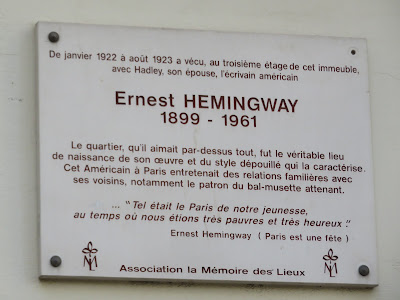 De janvier 1922 à août 1923 a vécu, au troisième étage de cet immeuble,
avec Hadley, son épouse, l'écrivain américain
Ernest HEMINGWAY
1899 - 1961
Le quartier, qu'il aimait par-dessus tout, fut le véritable lieu
de naissance de son œuvre et du style dépouillé qui la caractérise.
Cet Américain à Paris entretenait des relations familières avec
ses voisins, notamment le patron du bal-musette attenant.
... "Tel était le Paris de notre jeunesse,
au temps où nous étions très pauvres et très heureux."
Ernest Hemingway ( Paris est une fête )
Association la Mémoire des Lieux